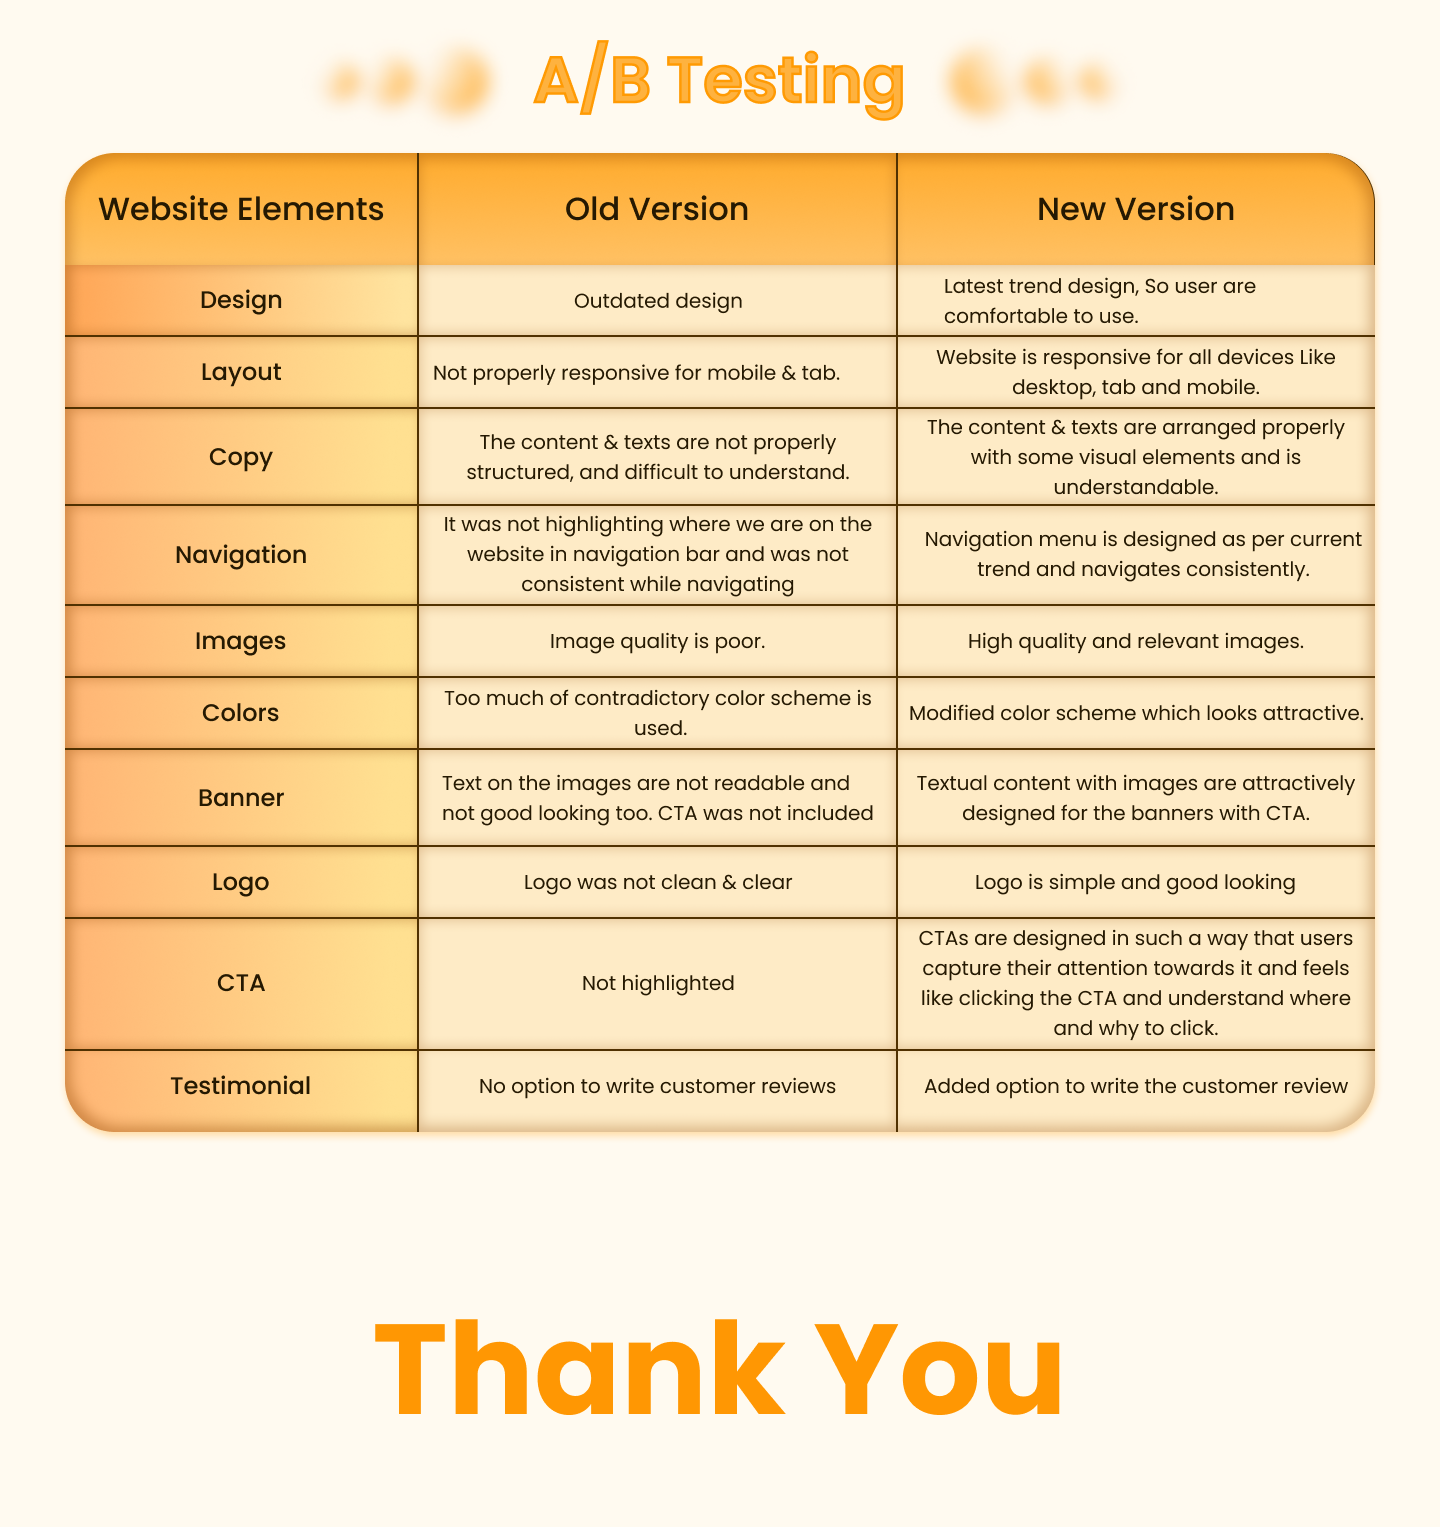 A/B Testing
Website Elements
Old Version
New Version
Design
Outdated design
Latest trend design, So user are
comfortable to use.
Layout
Not properly responsive for mobile & tab.
Website is responsive for all devices Like
desktop, tab and mobile.
Copy
The content & texts are not properly
structured, and difficult to understand.
The content & texts are arranged properly
with some visual elements and is
understandable.
Navigation
It was not highlighting where we are on the
website in navigation bar and was not
consistent while navigating
Navigation menu is designed as per current
trend and navigates consistently.
Images
Image quality is poor.
High quality and relevant images.
Colors
Too much of contradictory color scheme is
used.
Modified color scheme which looks attractive.
Banner
Text on the images are not readable and
not good looking too. CTA was not included
Textual content with images are attractively
designed for the banners with CTA.
Logo
Logo was not clean & clear
Logo is simple and good looking
CTA
Not highlighted
CTAs are designed in such a way that users
capture their attention towards it and feels
like clicking the CTA and understand where
and why to click.
Testimonial
No option to write customer reviews
Added option to write the customer review
Thank You